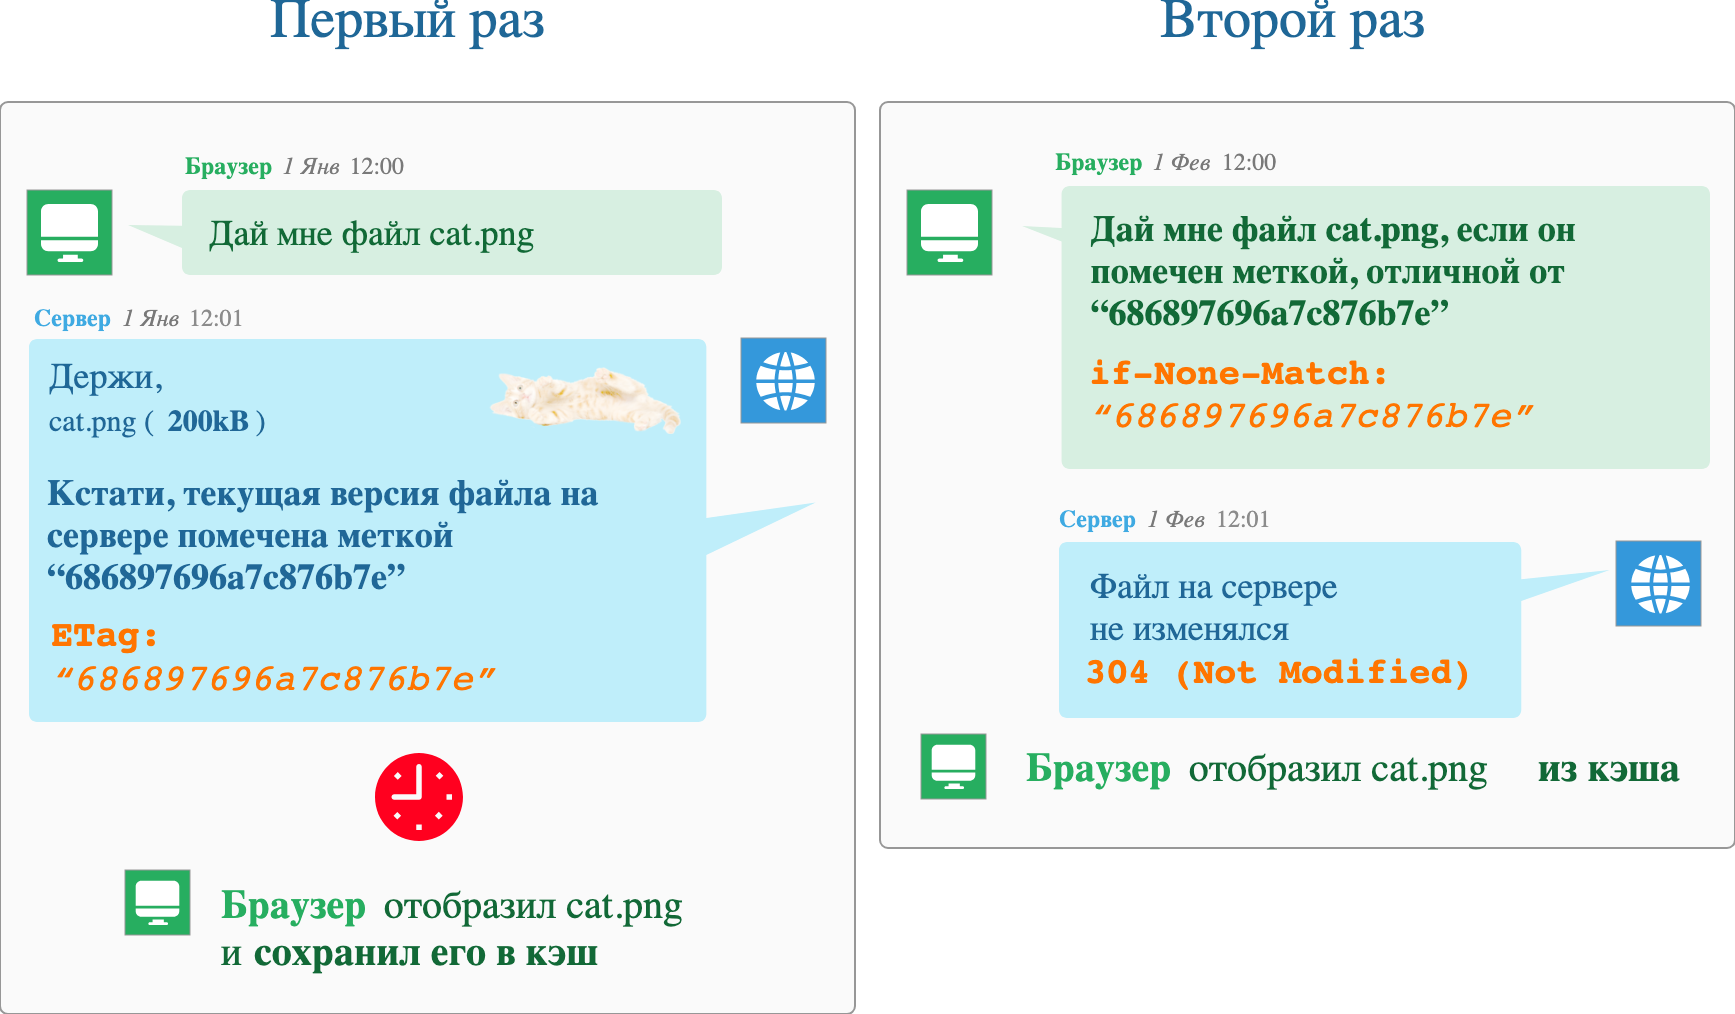 Первый раз
Браузер 1 Янв 12:00
Дай мне файл cat.png
Сервер 1 Янв 12:01
Держи,
cat.png ( 200kB )
Кстати, текущая версия файла на
сервере помечена меткой
“686897696a7c876b7e”
ETag:
“686897696a7c876b7e”
Браузер отобразил cat.png
и сохранил его в кэш
Второй раз
Браузер 1 Фев 12:00
Дай мне файл cat.png, если он
помечен меткой, отличной от
“686897696a7c876b7e”
if-None-Match:
“686897696a7c876b7e”
Сервер 1 Фев 12:01
Файл на сервере
не изменялся
304 (Not Modified)
Браузер отобразил cat.png из кэша